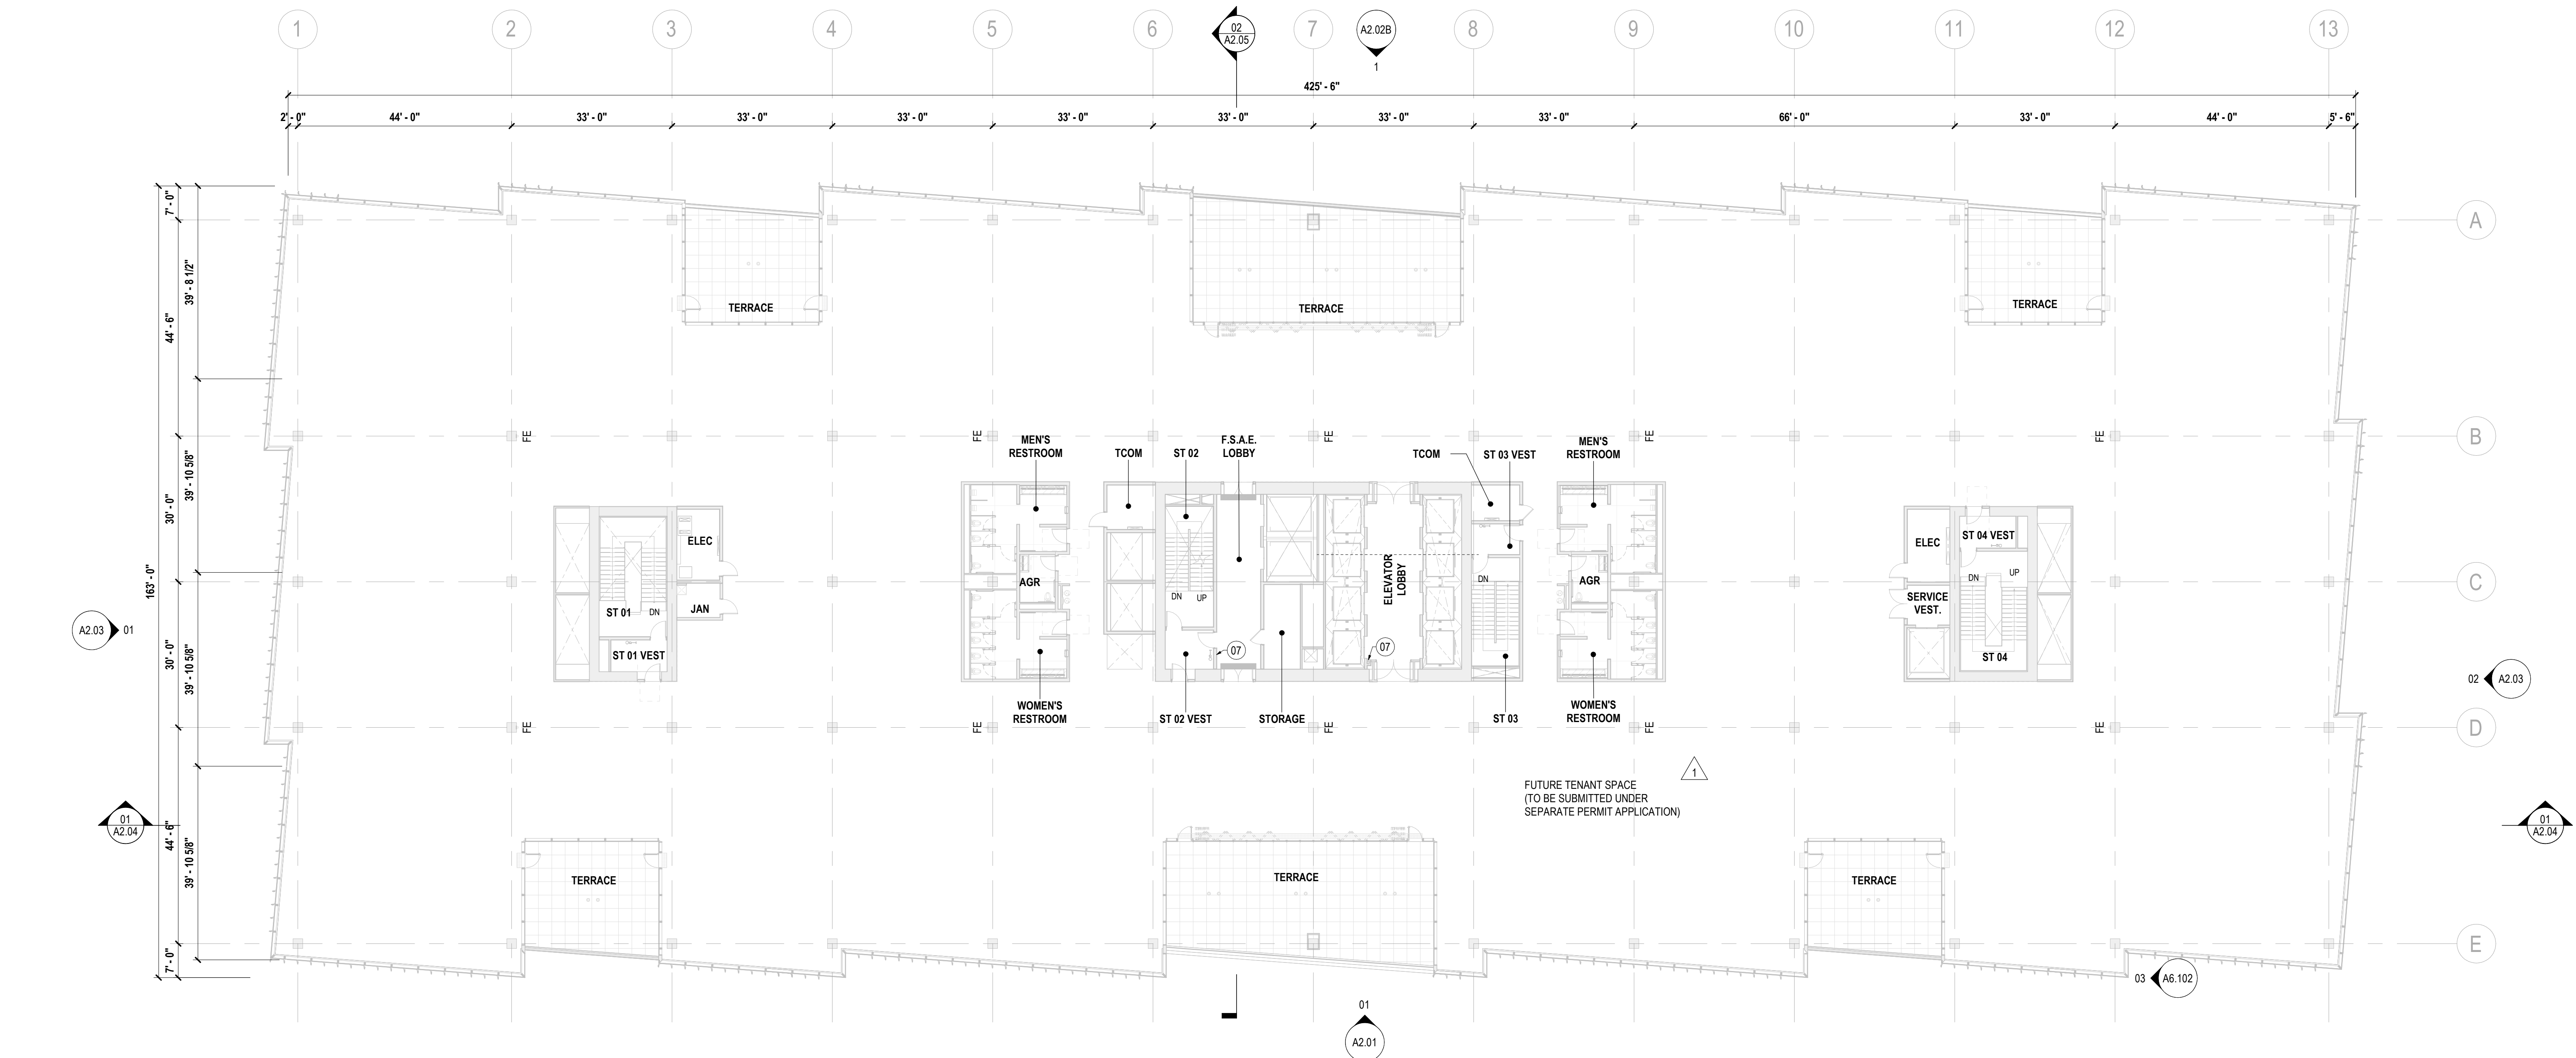 1
2
3
4
5
6
02
A2.05
7
A2.02B
1
8
9
10
11
12
13
425' - 6"
2' - 0"
44' - 0"
33' - 0"
33' - 0"
33' - 0"
33' - 0"
33' - 0"
33' - 0"
33' - 0"
66' - 0"
33' - 0"
44' - 0"
5' - 6"
7' - 0"
39' - 8 1/2"
44' - 6"
39' - 10 5/8"
30' - 0"
163' - 0"
30' - 0"
39' - 10 5/8"
44' - 6"
39' - 10 5/8"
7' - 0"
A
B
C
D
E
TERRACE
TERRACE
TERRACE
FE
FE
FE
FE
FE
MEN'S
RESTROOM
TCOM
ST 02
F.S.A.E.
LOBBY
TCOM
ST 03 VEST
MEN'S
RESTROOM
ELEC
JAN
ST 01
DN
ST 01 VEST
AGR
DN
UP
ELEVATOR
LOBBY
DN
AGR
ELEC
ST 04 VEST
DN
UP
SERVICE
VEST.
ST 04
07
07
A2.03
01
02
A2.03
WOMEN'S
RESTROOM
ST 02 VEST
STORAGE
ST 03
WOMEN'S
RESTROOM
FE
FE
FE
FE
FE
FUTURE TENANT SPACE
(TO BE SUBMITTED UNDER
SEPARATE PERMIT APPLICATION)
1
01
A2.04
01
A2.04
TERRACE
TERRACE
TERRACE
03
A6.102
01
A2.01